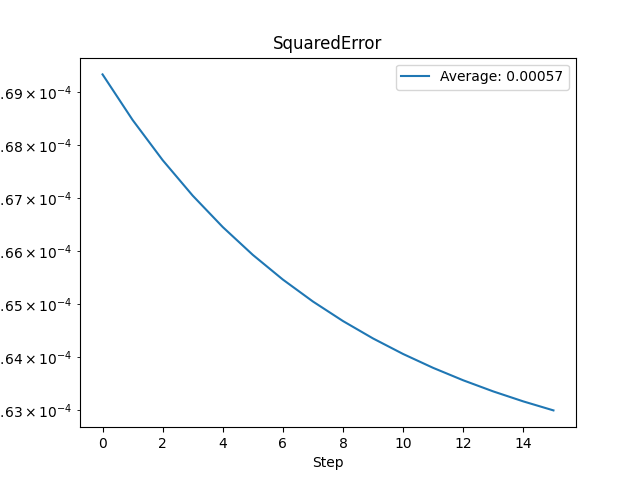 SquaredError
Average: 0.00057
.69 × 10⁻⁴
.68 × 10⁻⁴
.67 × 10⁻⁴
.66 × 10⁻⁴
.65 × 10⁻⁴
.64 × 10⁻⁴
.63 × 10⁻⁴
0 2 4 6 8 10 12 14
Step